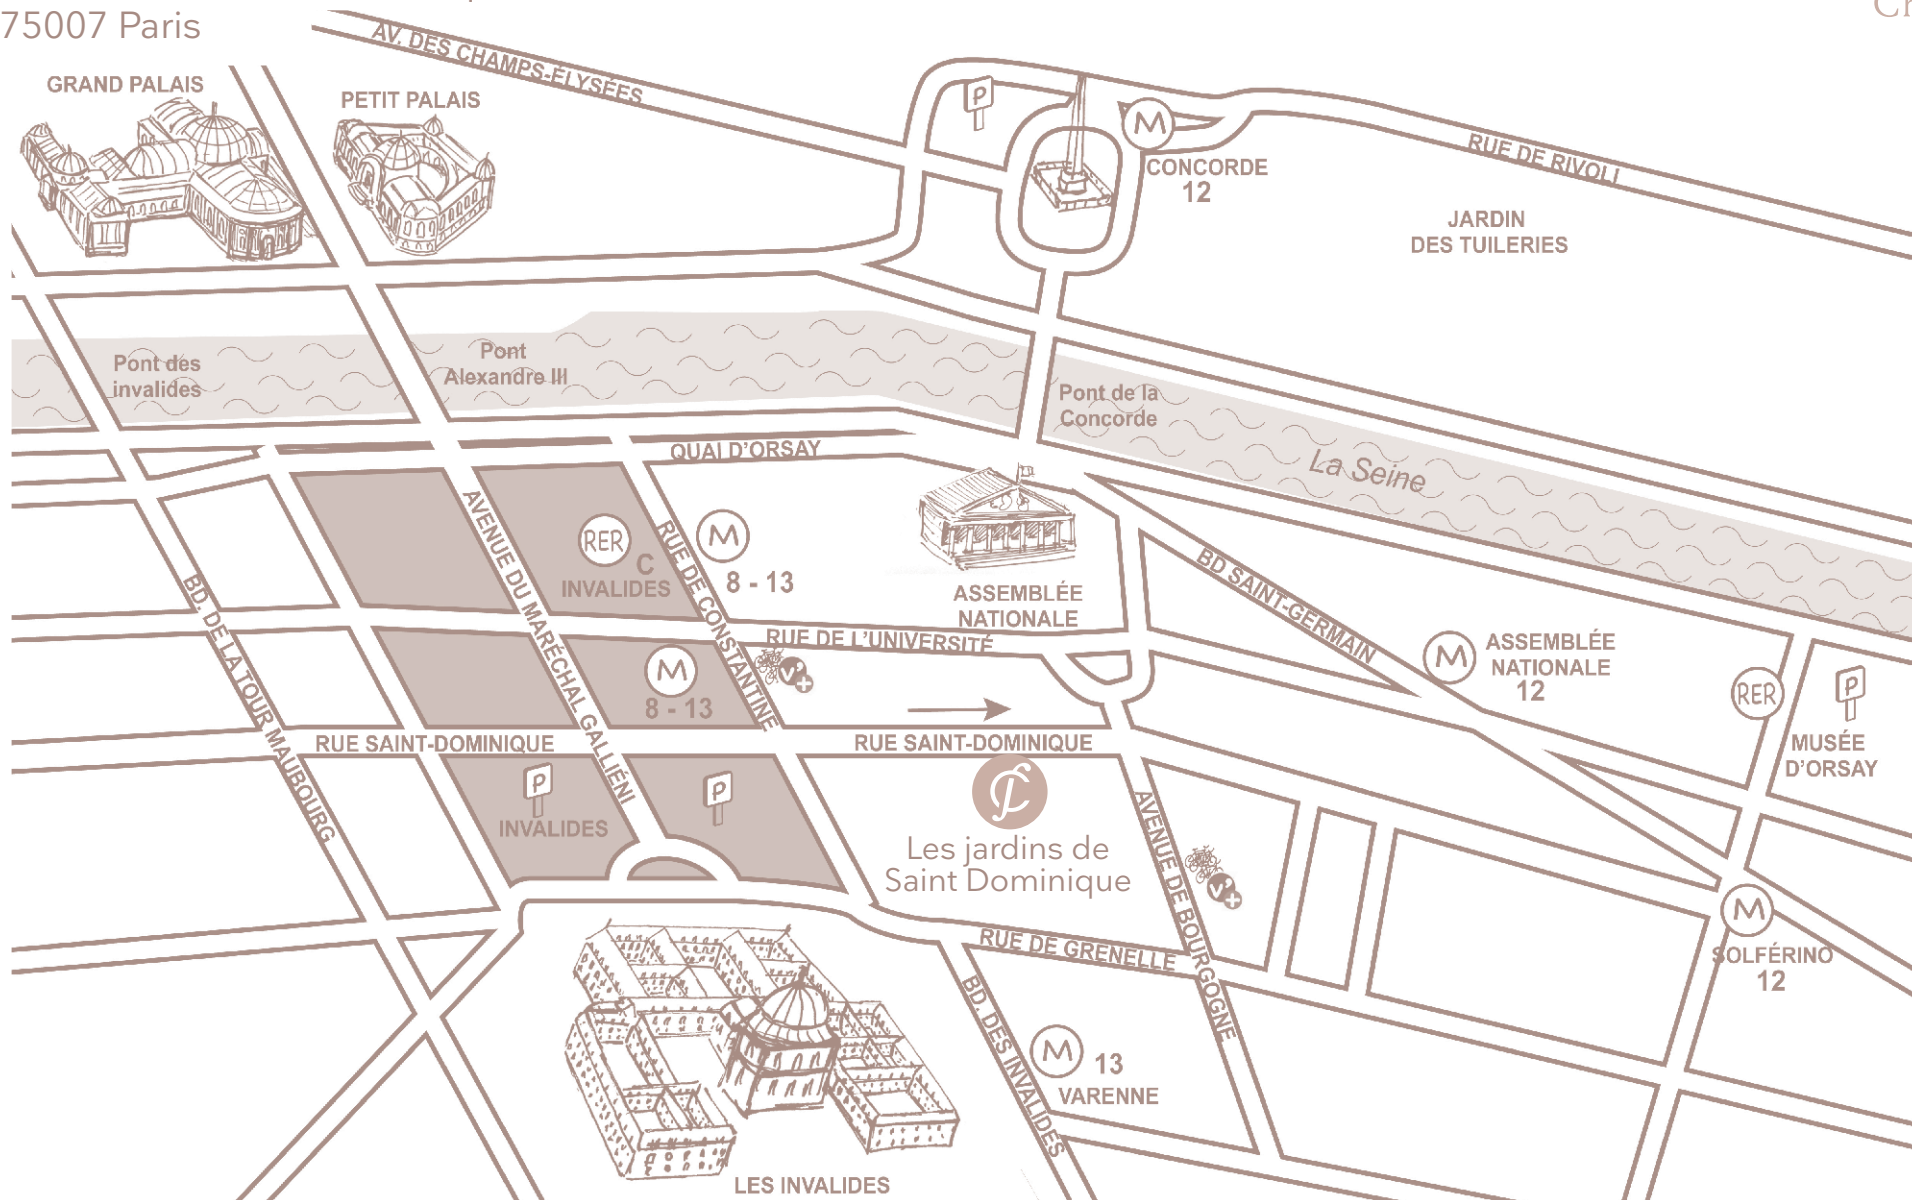 75007 Paris
Ch
AV. DES CHAMPS-ÉLYSÉES
GRAND PALAIS
PETIT PALAIS
P
M
CONCORDE
12
RUE DE RIVOLI
JARDIN
DES TUILERIES
Pont des
invalides
Pont
Alexandre III
Pont de la
Concorde
La Seine
QUAI D'ORSAY
AVENUE DU MARÉCHAL GALLIÉNI
RER
C
INVALIDES
RUE DE CONSTANTINE
M
8 - 13
ASSEMBLÉE
NATIONALE
BD SAINT-GERMAIN
BD. DE LA TOUR MAUBOURG
RUE DE L'UNIVERSITÉ
M
8 - 13
V+
M
ASSEMBLÉE
NATIONALE
12
RER
P
MUSÉE
D'ORSAY
RUE SAINT-DOMINIQUE
RUE SAINT-DOMINIQUE
P
INVALIDES
P
Les jardins de
Saint Dominique
AVENUE DE BOURGOGNE
V+
M
SOLFÉRINO
12
RUE DE GRENELLE
BD. DES INVALIDES
M
13
VARENNE
LES INVALIDES